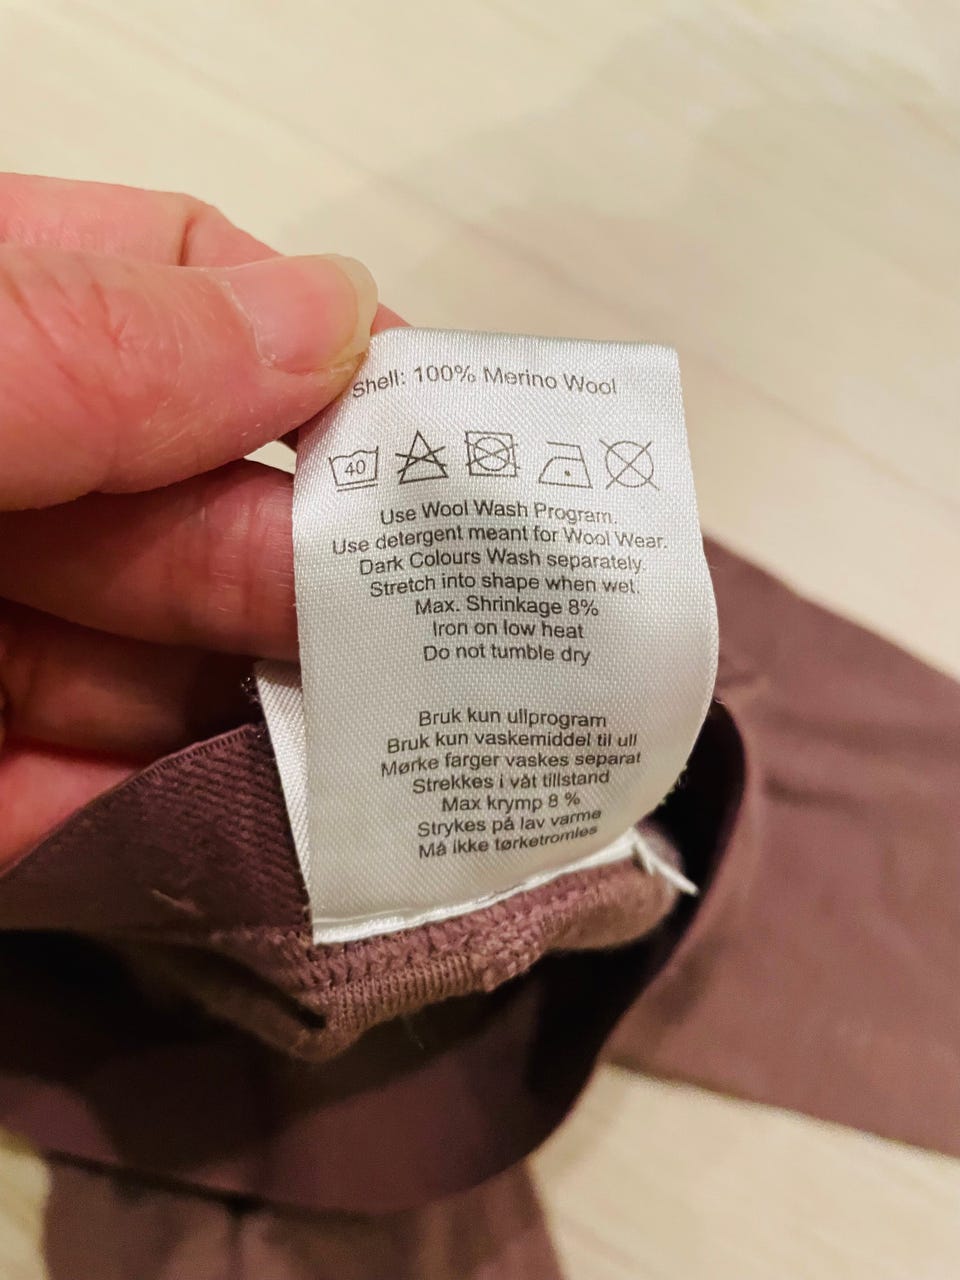 Shell: 100% Merino Wool
40
Use Wool Wash Program.
Use detergent meant for Wool Wear.
Dark Colours Wash separately.
Stretch into shape when wet.
Max. Shrinkage 8%
Iron on low heat
Do not tumble dry
Bruk kun ullprogram
Bruk kun vaskemiddel til ull
Mørke farger vaskes separat
Strekkes i våt tillstand
Max krymp 8 %
Strykes på lav varme
Må ikke tørketromles